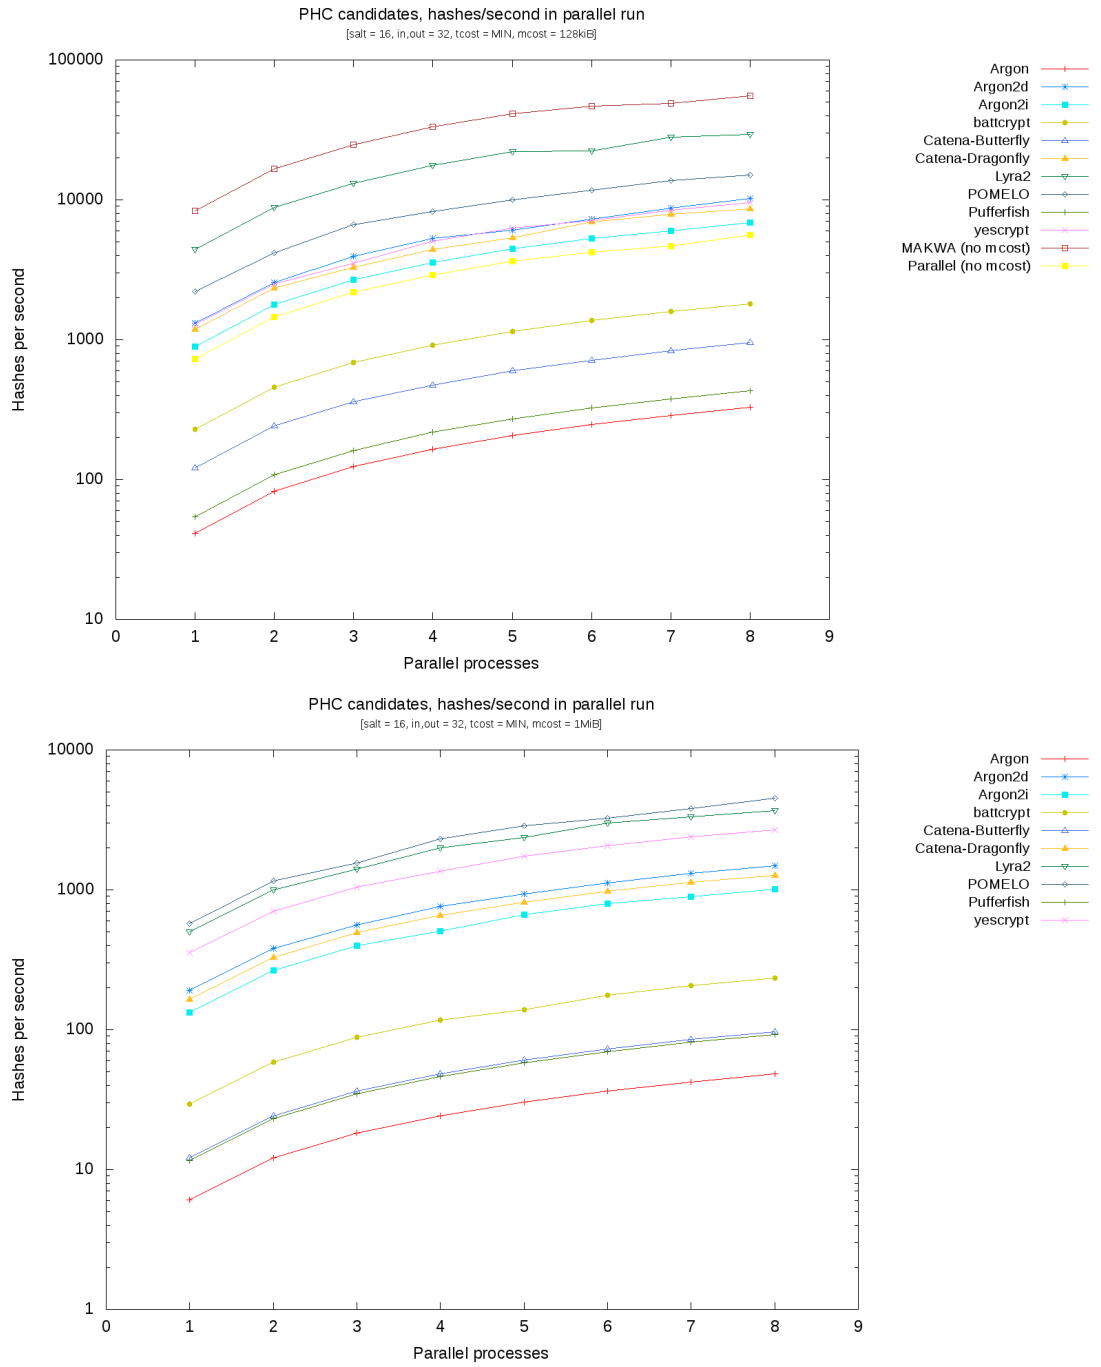 PHC candidates, hashes/second in parallel run
[salt = 16, in,out = 32, tcost = MIN, mcost = 128kiB]
100000
10000
1000
100
10
0 1 2 3 4 5 6 7 8 9
Hashes per second
Parallel processes
Argon
Argon2d
Argon2i
battcrypt
Catena-Butterfly
Catena-Dragonfly
Lyra2
POMELO
Pufferfish
yescrypt
MAKWA (no mcost)
Parallel (no mcost)
PHC candidates, hashes/second in parallel run
[salt = 16, in,out = 32, tcost = MIN, mcost = 1MiB]
10000
1000
100
10
1
0 1 2 3 4 5 6 7 8 9
Hashes per second
Parallel processes
Argon
Argon2d
Argon2i
battcrypt
Catena-Butterfly
Catena-Dragonfly
Lyra2
POMELO
Pufferfish
yescrypt